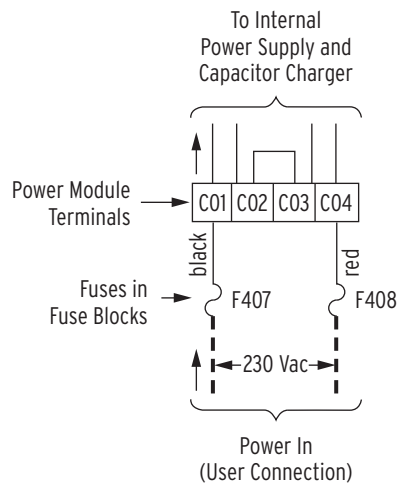 To Internal
Power Supply and
Capacitor Charger
Power Module
Terminals
C01 C02 C03 C04
black
red
Fuses in
Fuse Blocks
F407
F408
230 Vac
Power In
(User Connection)